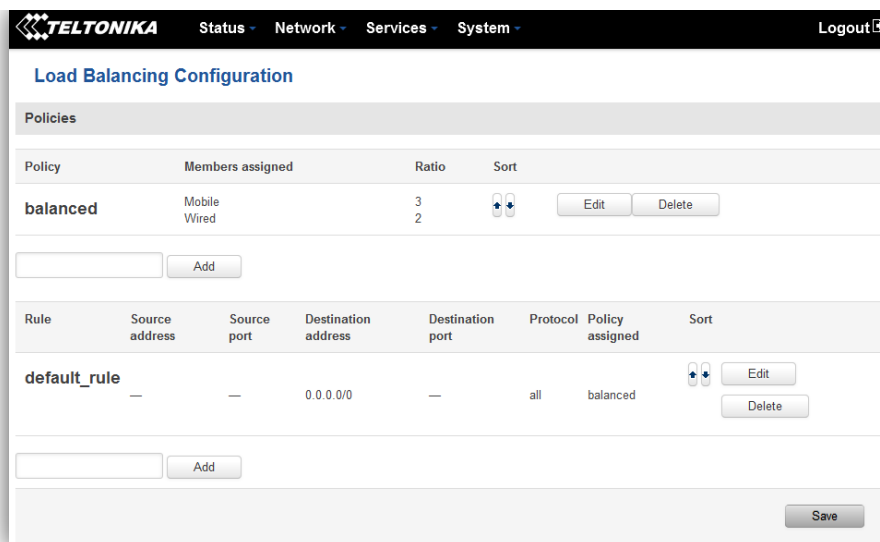 TELTONIKA Status Network Services System Logout
Load Balancing Configuration
Policies
Policy Members assigned Ratio Sort
balanced Mobile 3 Edit Delete
Wired 2
Add
Rule Source address Source port Destination address Destination port Protocol Policy assigned Sort
default_rule — — 0.0.0.0/0 — all balanced Edit
Delete
Add
Save